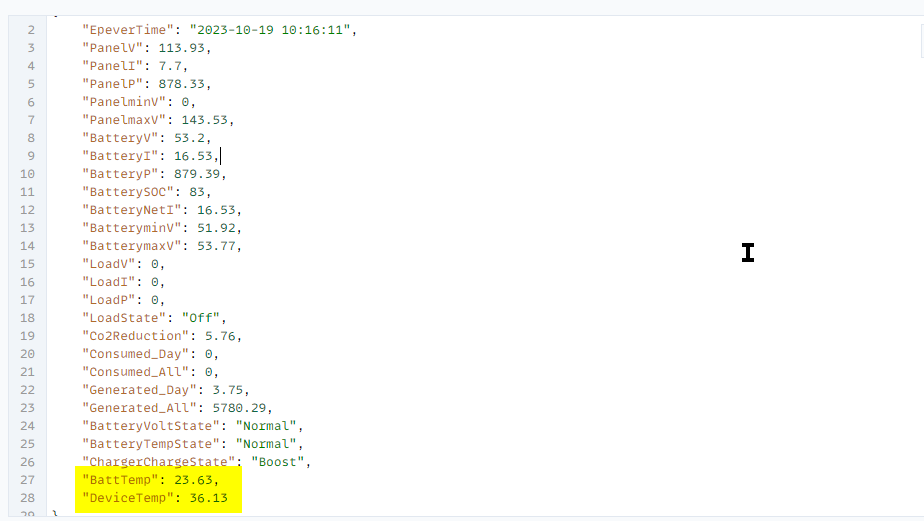 2 "EpeverTime": "2023-10-19 10:16:11",
3 "PanelV": 113.93,
4 "PanelI": 7.7,
5 "PanelP": 878.33,
6 "PanelminV": 0,
7 "PanelmaxV": 143.53,
8 "BatteryV": 53.2,
9 "BatteryI": 16.53,
10 "BatteryP": 879.39,
11 "BatterySOC": 83,
12 "BatteryNetI": 16.53,
13 "BatteryminV": 51.92,
14 "BatterymaxV": 53.77,
15 "LoadV": 0,
16 "LoadI": 0,
17 "LoadP": 0,
18 "LoadState": "Off",
19 "Co2Reduction": 5.76,
20 "Consumed_Day": 0,
21 "Consumed_All": 0,
22 "Generated_Day": 3.75,
23 "Generated_All": 5780.29,
24 "BatteryVoltState": "Normal",
25 "BatteryTempState": "Normal",
26 "ChargerChargeState": "Boost",
27 "BattTemp": 23.63,
28 "DeviceTemp": 36.13
29 }